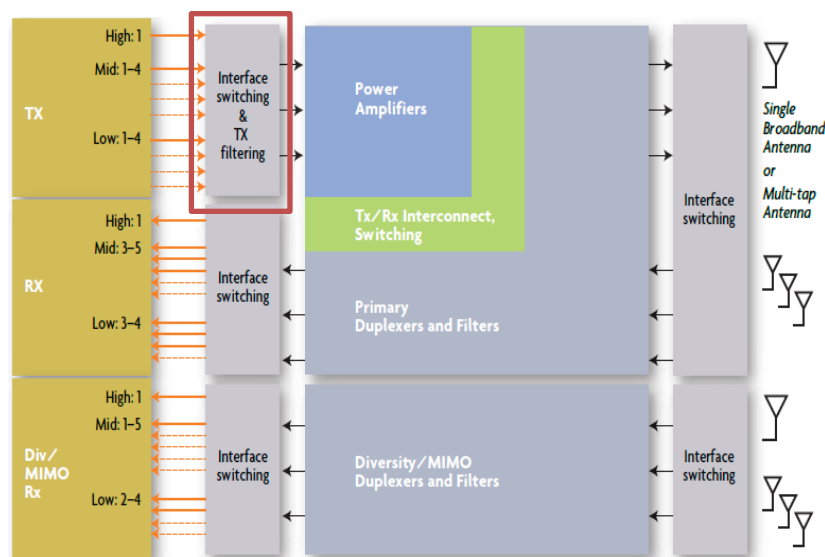 High: 1
Mid: 1–4
TX
Low: 1–4
Interface
switching
&
TX
filtering
Power
Amplifiers
Tx/Rx Interconnect,
Switching
Primary
Duplexers and Filters
Interface
switching
Single
Broadband
Antenna
or
Multi-tap
Antenna
High: 1
Mid: 3–5
RX
Low: 3–4
Interface
switching
High: 1
Mid: 1–5
Div/
MIMO
Rx
Low: 2–4
Interface
switching
Diversity/MIMO
Duplexers and Filters
Interface
switching